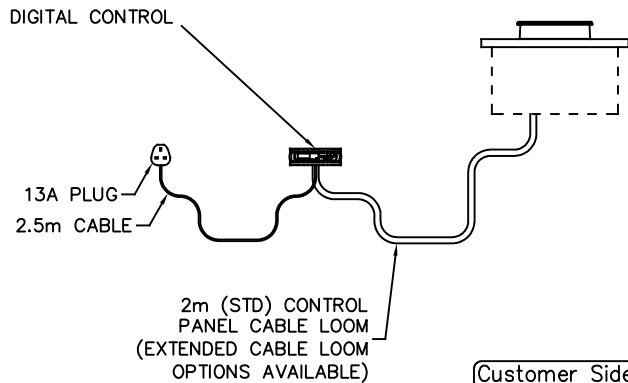 DIGITAL CONTROL
13A PLUG
2.5m CABLE
2m (STD) CONTROL
PANEL CABLE LOOM
(EXTENDED CABLE LOOM
OPTIONS AVAILABLE)
Customer Side